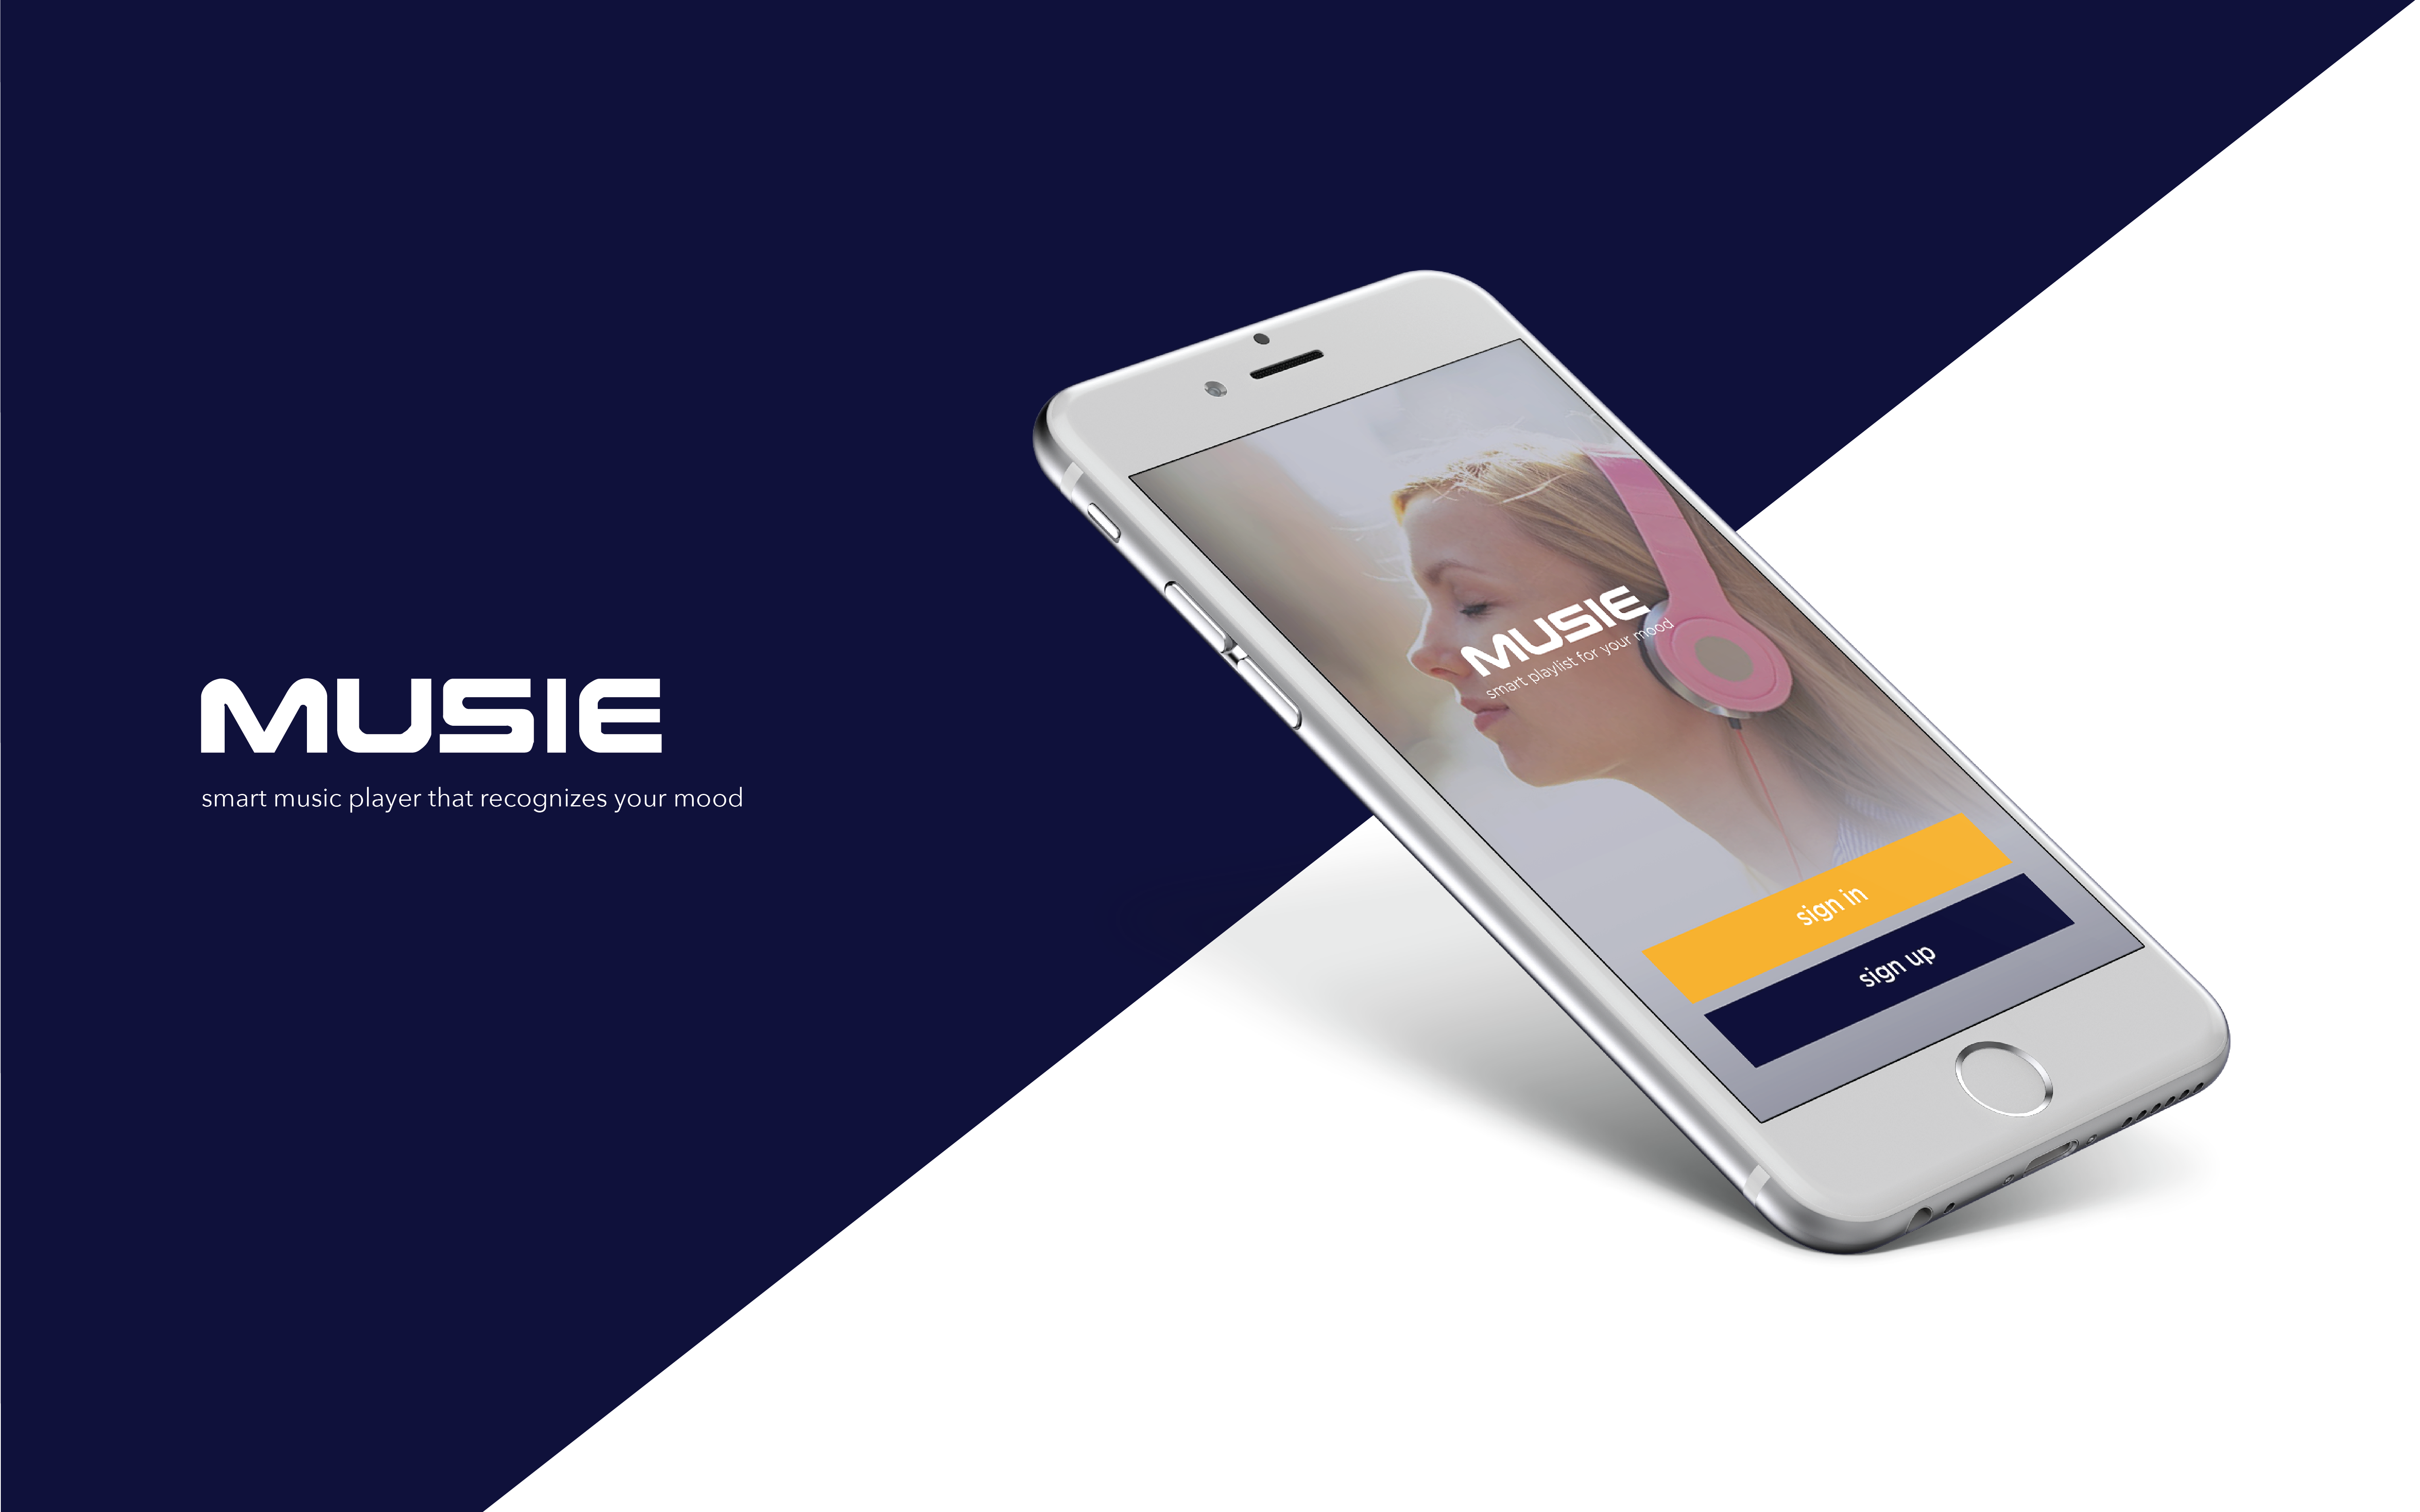 MUSIE
smart music player that recognizes your mood
MUSIE
smart playlist for your mood
sign in
sign up